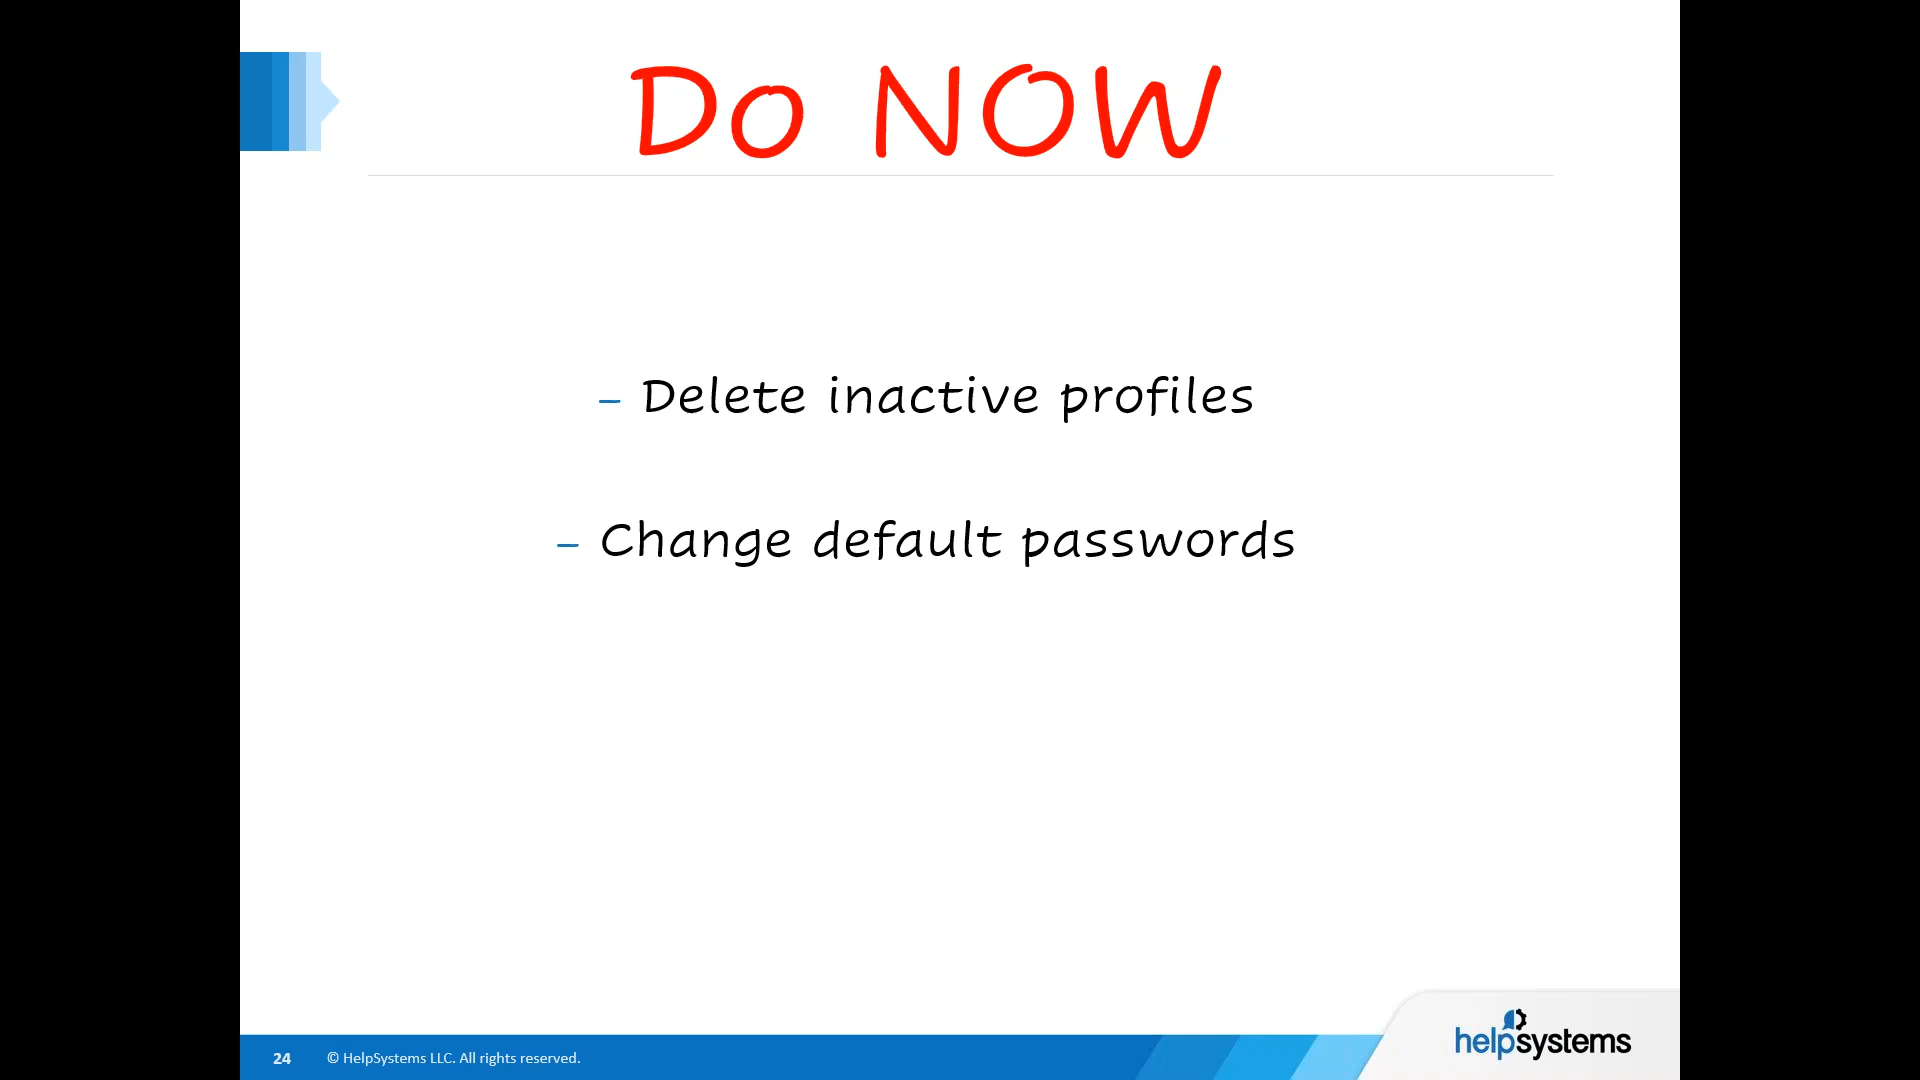 Do NOW
– Delete inactive profiles
– Change default passwords
24 © HelpSystems LLC. All rights reserved.
helpsystems